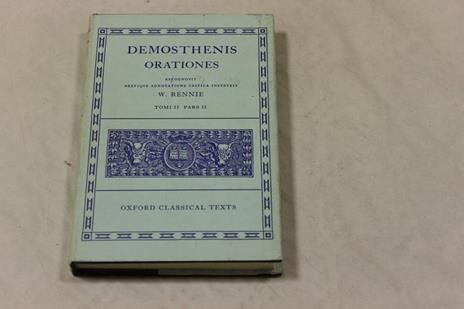 DEMOSTHENIS
ORATIONES
RECOGNOVIT
BREVIQUE ADNOTATIONE CRITICA INSTRUXIT
W. RENNIE
TOMI II PARS II
OXFORD CLASSICAL TEXTS